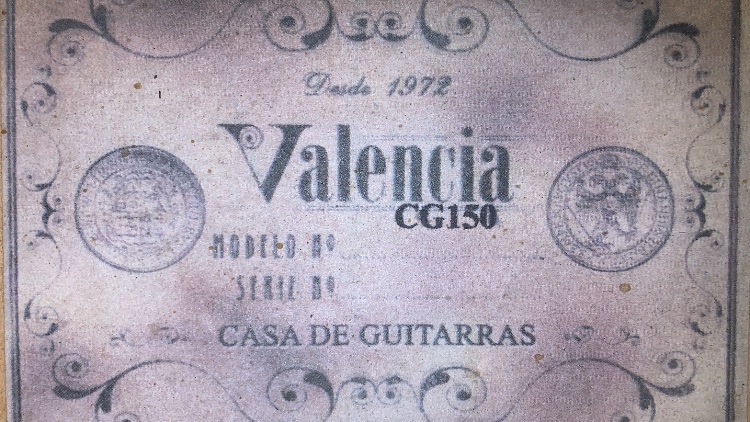 Desde 1972
Valencia
CG150
MODELO Nº
SERIE Nº
CASA DE GUITARRAS